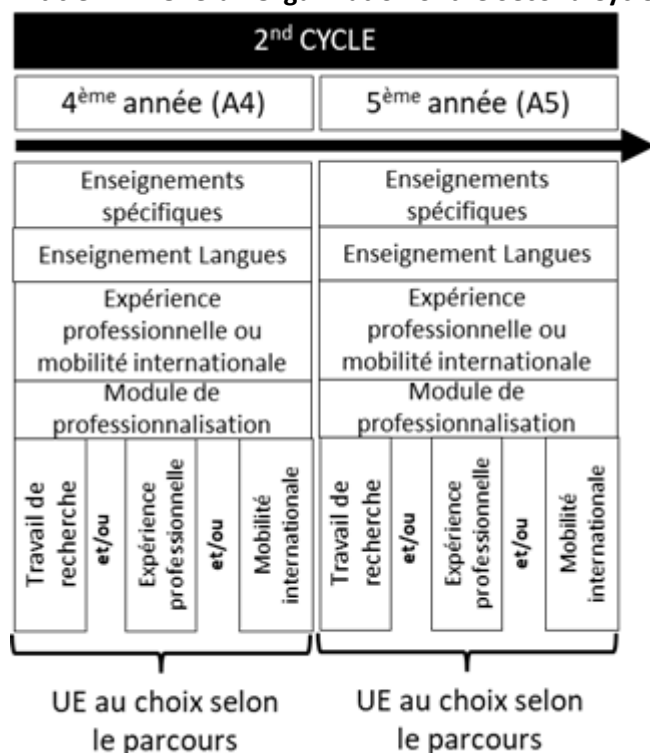 2nd CYCLE
4ème année (A4)
5ème année (A5)
Enseignements
spécifiques
Enseignements
spécifiques
Enseignement Langues
Enseignement Langues
Expérience
professionnelle ou
mobilité internationale
Expérience
professionnelle ou
mobilité internationale
Module de
professionnalisation
Module de
professionnalisation
Travail de
recherche
et/ou
Expérience
professionnelle
et/ou
Mobilité
internationale
Travail de
recherche
et/ou
Expérience
professionnelle
et/ou
Mobilité
internationale
UE au choix selon
le parcours
UE au choix selon
le parcours